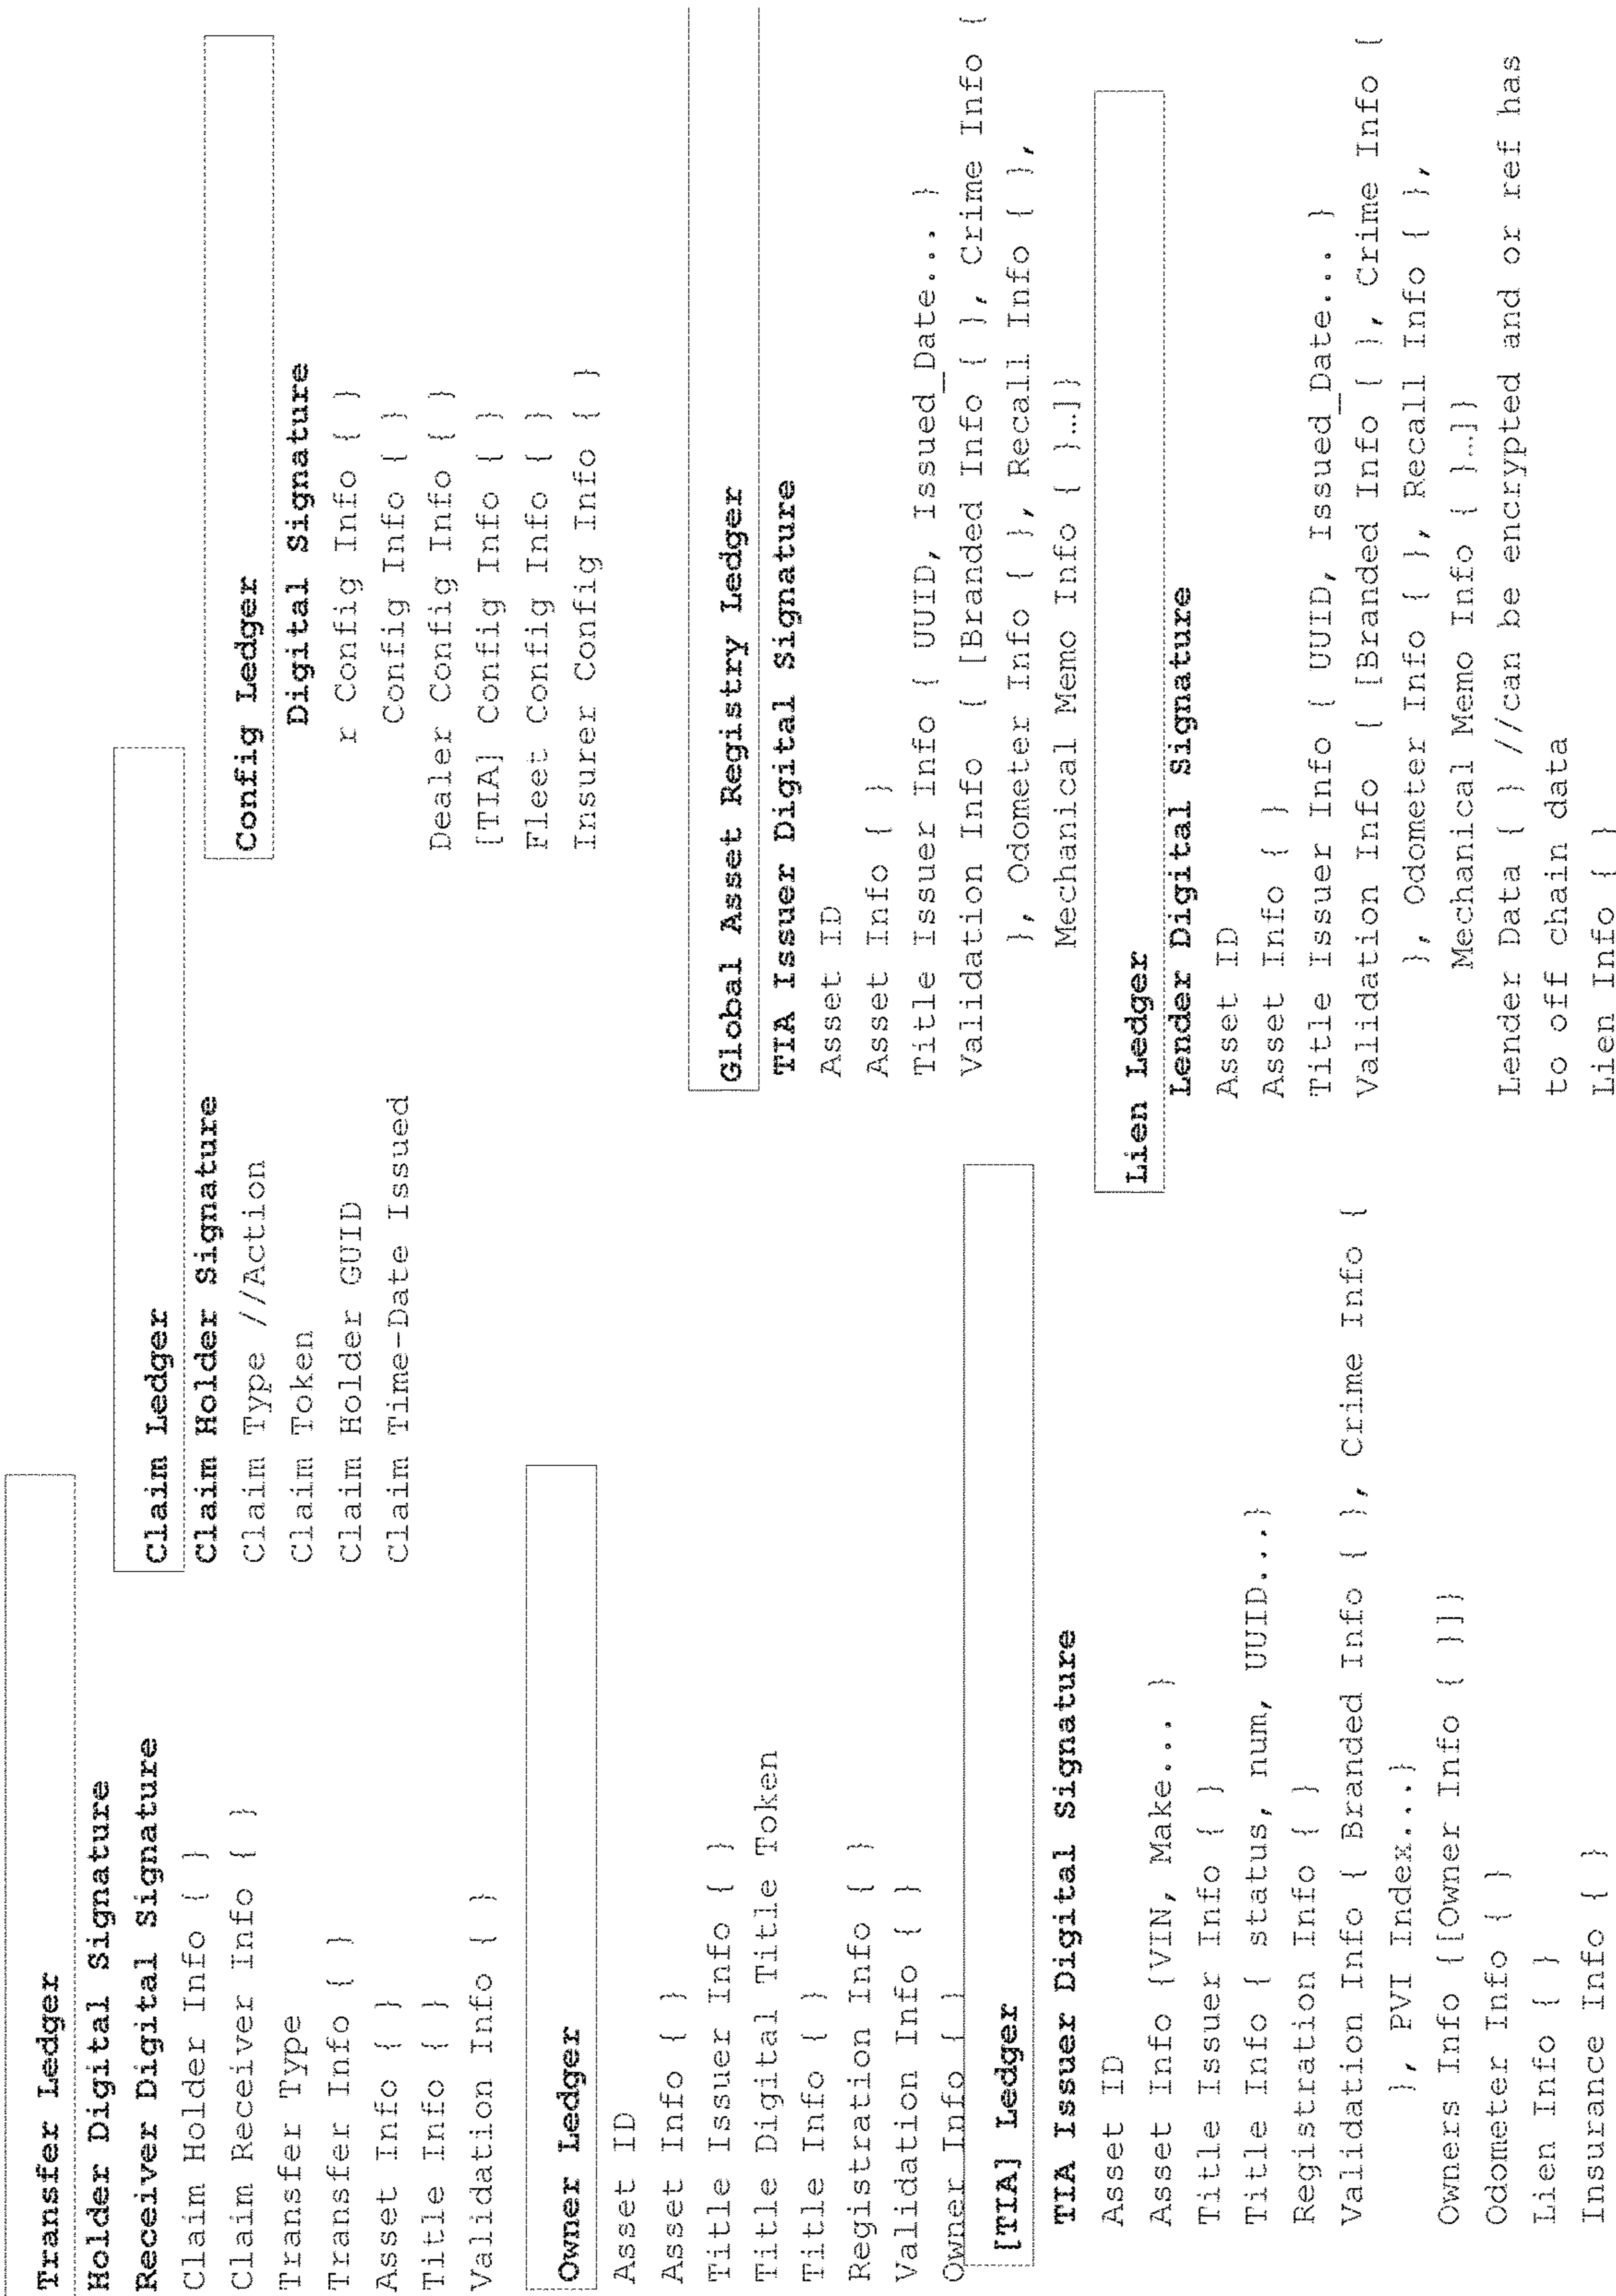 Transfer Ledger
Holder Digital Signature
Receiver Digital Signature
Claim Holder Info { }
Claim Receiver Info { }
Transfer Type
Transfer Info { }
Asset Info { }
Title Info { }
Validation Info { }
Claim Ledger
Claim Holder Signature
Claim Type //Action
Claim Token
Claim Holder GUID
Claim Time-Date Issued
Config Ledger
Digital Signature
r Config Info { }
Config Info { }
Dealer Config Info { }
[TIA] Config Info { }
Fleet Config Info { }
Insurer Config Info { }
Owner Ledger
Asset ID
Asset Info { }
Title Issuer Info { }
Title Digital Title Token
Title Info { }
Registration Info { }
Validation Info { }
Owner Info { }
Global Asset Registry Ledger
TIA Issuer Digital Signature
Asset ID
Asset Info { }
Title Issuer Info { UUID, Issued_Date... }
Validation Info { [Branded Info { }, Crime Info {
}, Odometer Info { }, Recall Info { },
Mechanical Memo Info { }...]}
[TIA] Ledger
TIA Issuer Digital Signature
Asset ID
Asset Info {VIN, Make... }
Title Issuer Info { }
Title Info { status, num, UUID...}
Registration Info { }
Validation Info { Branded Info { }, Crime Info {
}, PVI Index...}
Owners Info {[Owner Info { }]}
Odometer Info { }
Lien Info { }
Insurance Info { }
Lien Ledger
Lender Digital Signature
Asset ID
Asset Info { }
Title Issuer Info { UUID, Issued_Date... }
Validation Info { [Branded Info { }, Crime Info {
}, Odometer Info { }, Recall Info { },
Mechanical Memo Info { }...]}
Lender Data { } //can be encrypted and or ref has
to off chain data
Lien Info { }